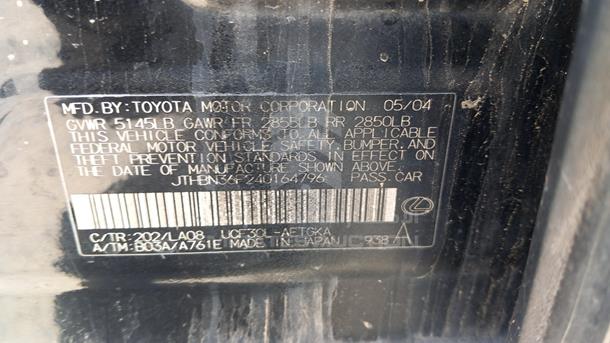 MFD. BY: TOYOTA MOTOR CORPORATION 05/04
GVWR 5145LB GAWR FR 2855LB RR 2850LB
THIS VEHICLE CONFORMS TO ALL APPLICABLE
FEDERAL MOTOR VEHICLE SAFETY, BUMPER, AND
THEFT PREVENTION STANDARDS IN EFFECT ON
THE DATE OF MANUFACTURE SHOWN ABOVE.
JTHBN36F240164796 PASS. CAR
C/TR: 202/LA08 UCF30L-AETGKA
A/TM: B03A/A761E MADE IN JAPAN 938 A